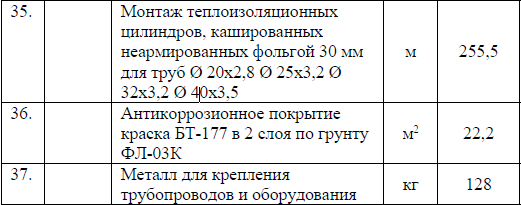 35. Монтаж теплоизоляционных
цилиндров, кашированных
неармированных фольгой 30 мм
для труб Ø 20х2,8 Ø 25х3,2 Ø
32х3,2 Ø 40х3,5
м
255,5
36. Антикоррозионное покрытие
краска БТ-177 в 2 слоя по грунту
ФЛ-03К
м²
22,2
37. Металл для крепления
трубопроводов и оборудования
кг
128